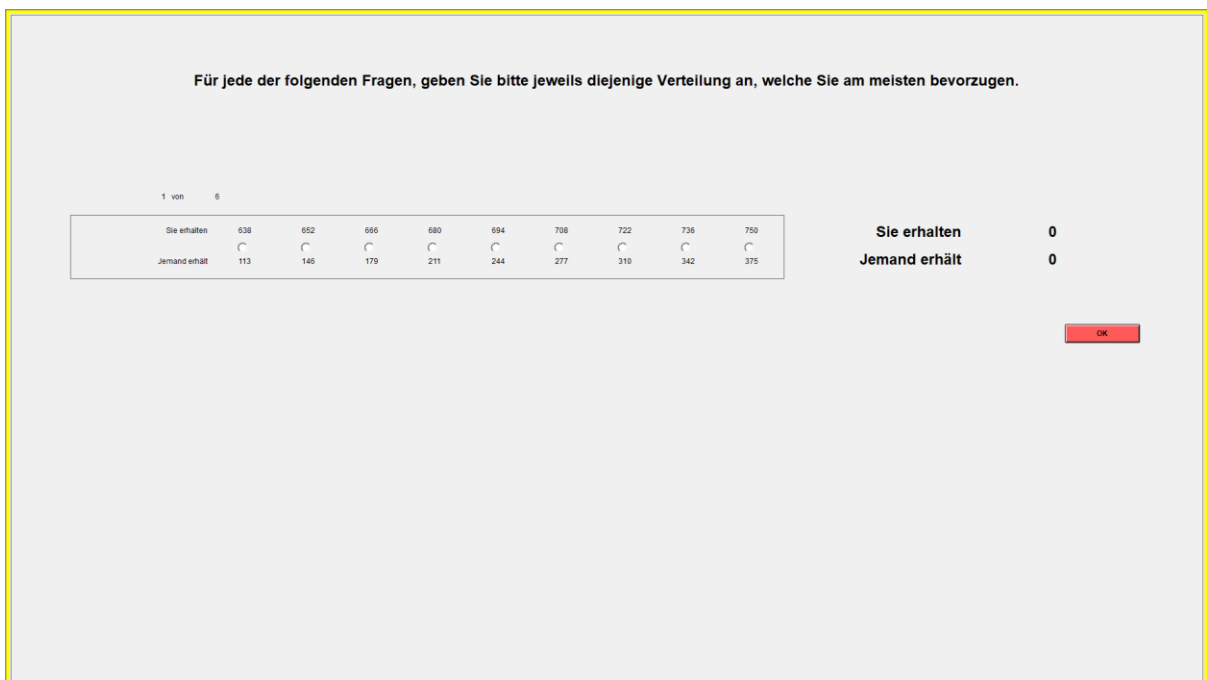 Für jede der folgenden Fragen, geben Sie bitte jeweils diejenige Verteilung an, welche Sie am meisten bevorzugen.
1 von 6
Sie erhalten 638 652 666 680 694 708 722 736 750
Jemand erhält 113 146 179 211 244 277 310 342 375
Sie erhalten 0
Jemand erhält 0
OK